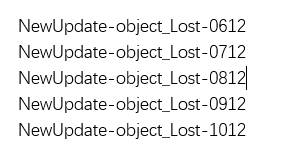 NewUpdate-object_Lost-0612
NewUpdate-object_Lost-0712
NewUpdate-object_Lost-0812
NewUpdate-object_Lost-0912
NewUpdate-object_Lost-1012